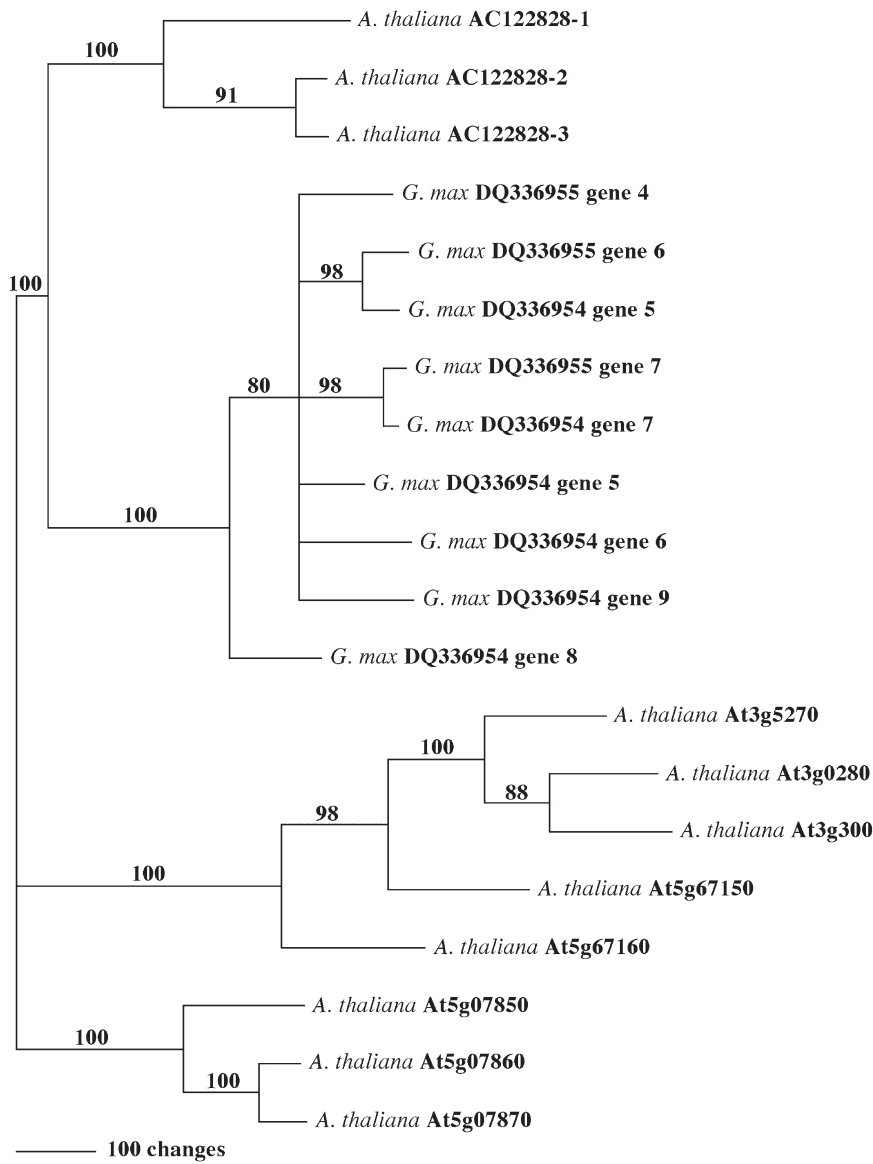 A. thaliana AC122828-1
100
A. thaliana AC122828-2
91
A. thaliana AC122828-3
G. max DQ336955 gene 4
G. max DQ336955 gene 6
98
100
G. max DQ336954 gene 5
G. max DQ336955 gene 7
80 98
G. max DQ336954 gene 7
G. max DQ336954 gene 5
100
G. max DQ336954 gene 6
G. max DQ336954 gene 9
G. max DQ336954 gene 8
A. thaliana At3g5270
100
A. thaliana At3g0280
88
98
A. thaliana At3g300
100
A. thaliana At5g67150
A. thaliana At5g67160
A. thaliana At5g07850
100
A. thaliana At5g07860
100
A. thaliana At5g07870
100 changes